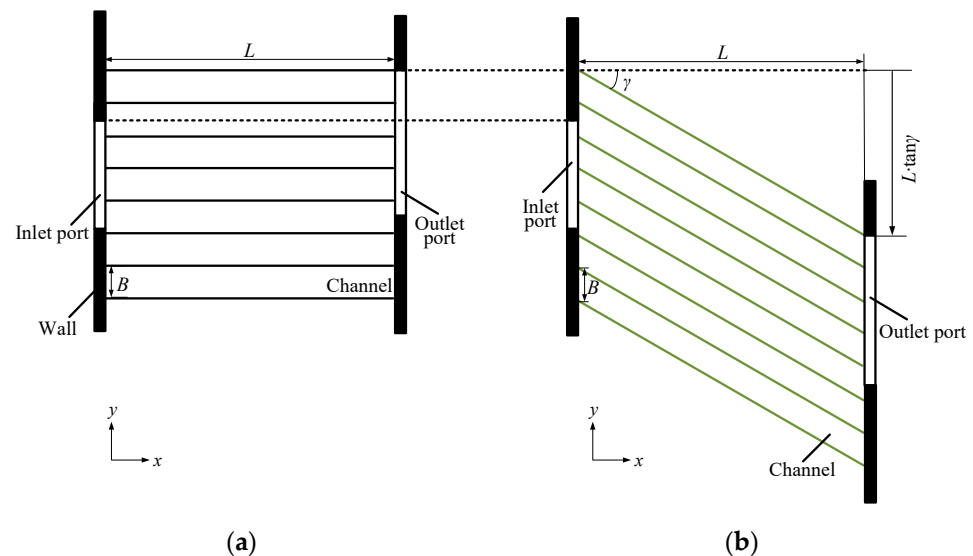 L
Inlet port
Outlet
port
B
Channel
Wall
y
x
(a)
L
γ
L·tanγ
Inlet
port
B
Outlet port
Channel
y
x
(b)